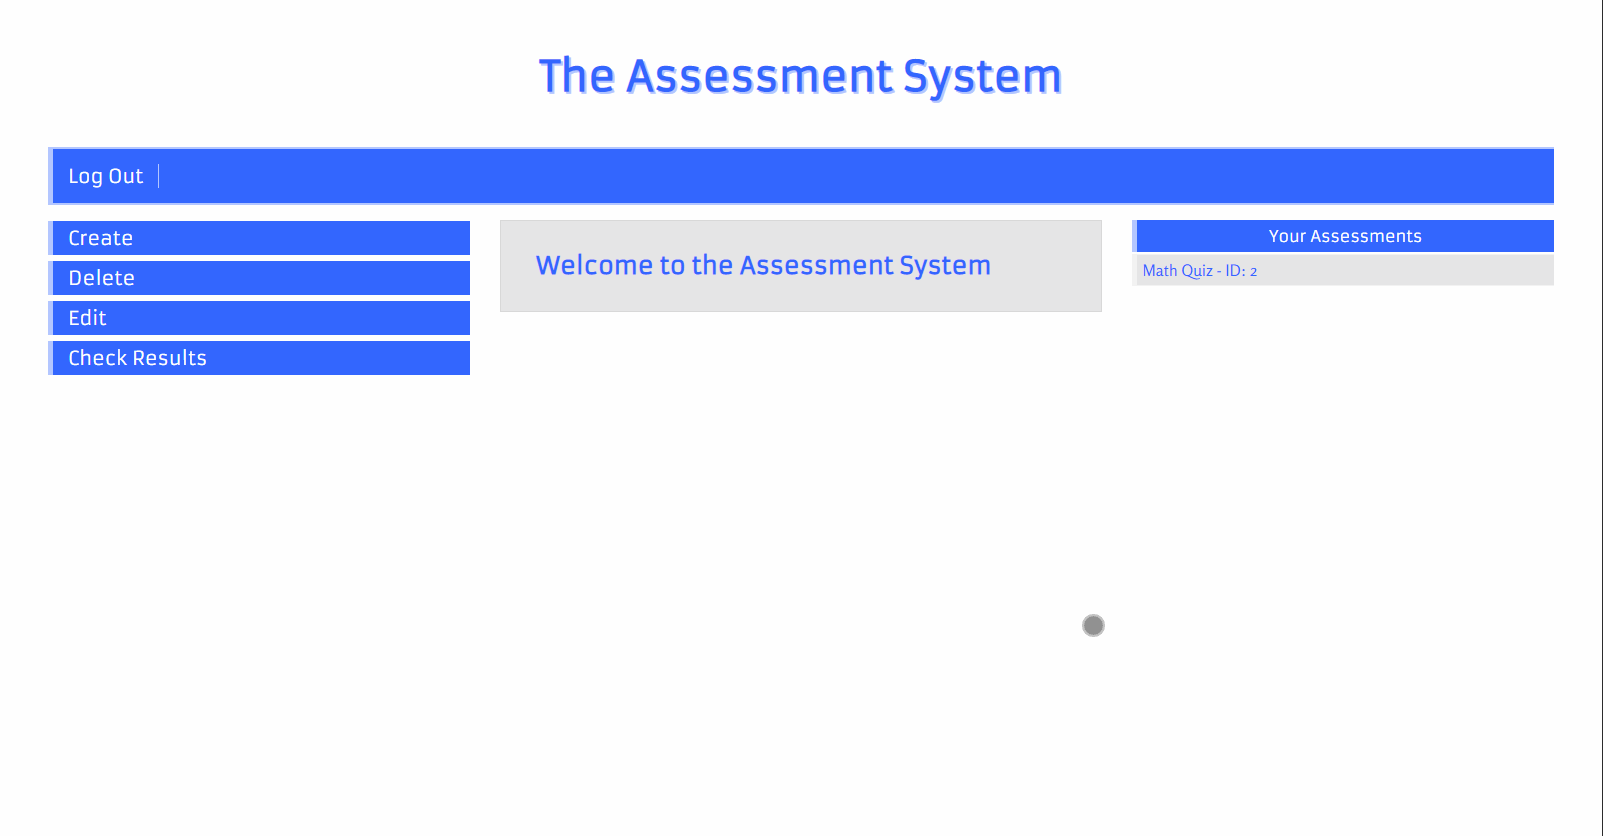 The Assessment System
Log Out
Create
Delete
Edit
Check Results
Welcome to the Assessment System
Your Assessments
Math Quiz - ID: 2